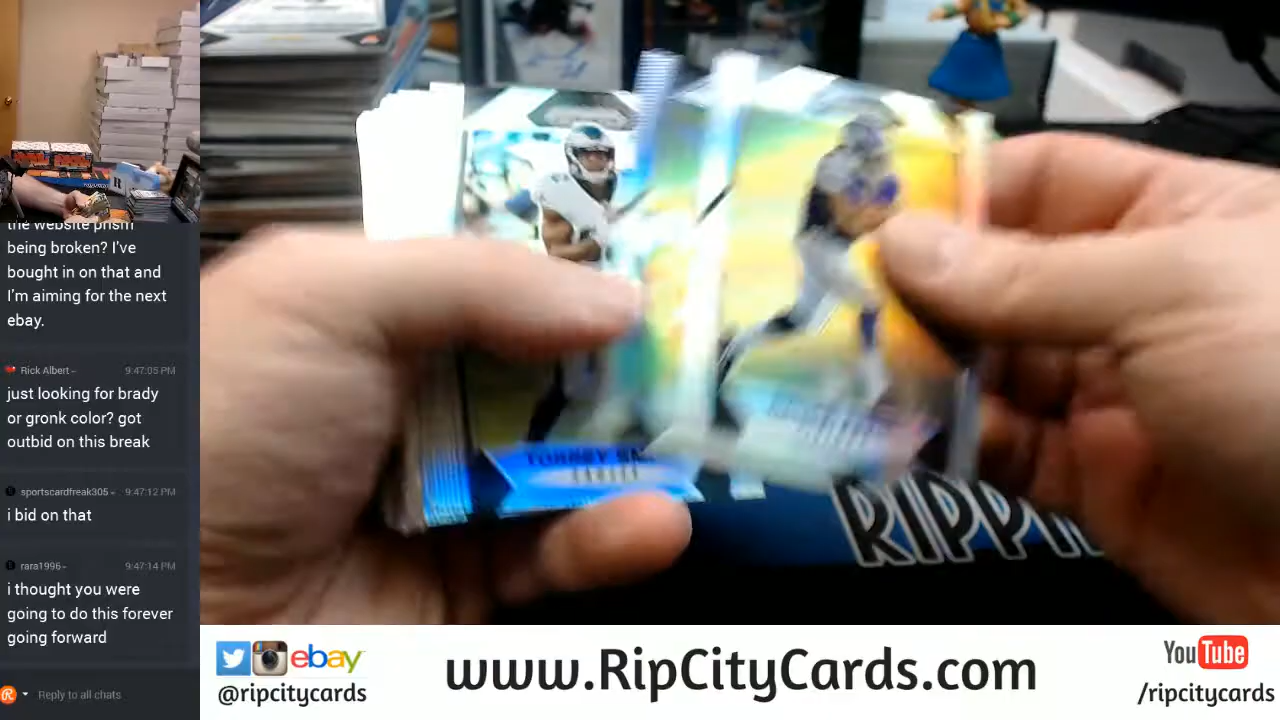 the website prism
being broken? I've
bought in on that and
I'm aiming for the next
ebay.
Rick Albert
9:47:05 PM
just looking for brady
or gronk color? got
outbid on this break
sportscardfreak305
9:47:12 PM
i bid on that
rara1996
9:47:14 PM
i thought you were
going to do this forever
going forward
Reply to all chats
TORREY
EAGLES
RIPPI
ebay
@ripcitycards
www.RipCityCards.com
YouTube
/ripcitycards